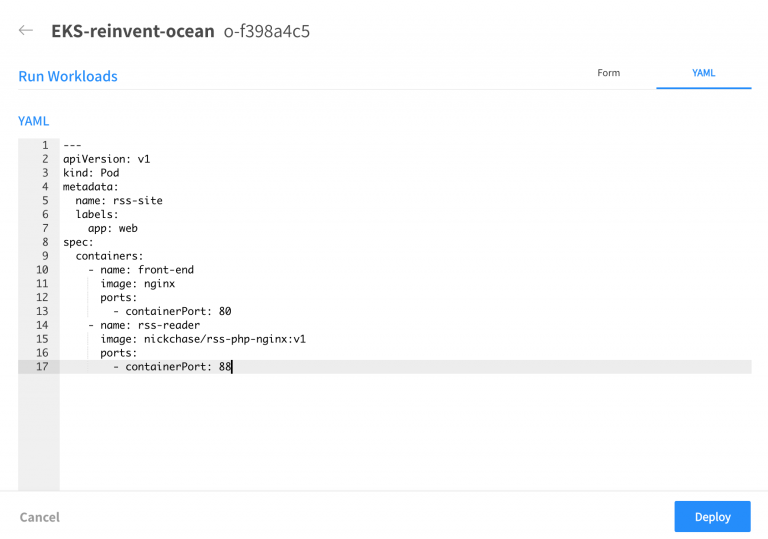 ← EKS-reinvent-ocean o-f398a4c5
Run Workloads
Form
YAML
YAML
1 ---
2 apiVersion: v1
3 kind: Pod
4 metadata:
5   name: rss-site
6   labels:
7     app: web
8 spec:
9   containers:
10     - name: front-end
11       image: nginx
12       ports:
13         - containerPort: 80
14     - name: rss-reader
15       image: nickchase/rss-php-nginx:v1
16       ports:
17         - containerPort: 88
Cancel
Deploy